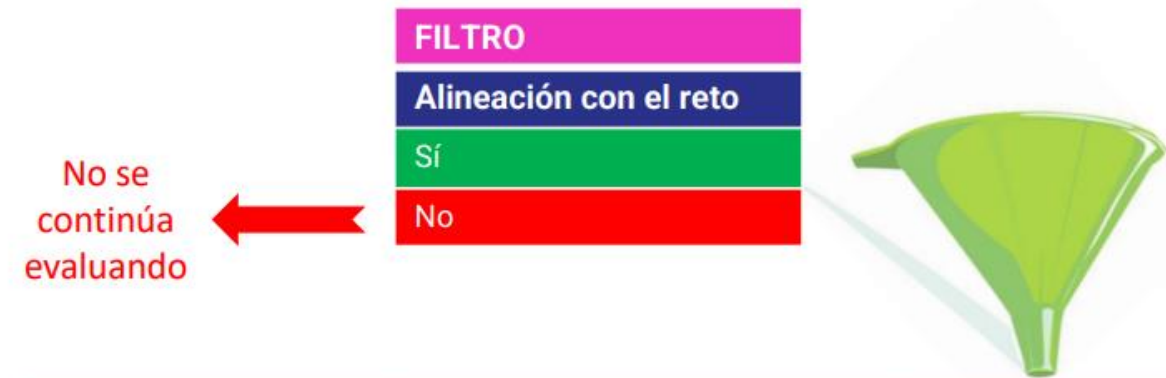 FILTRO
Alineación con el reto
Sí
No
No se
continúa
evaluando